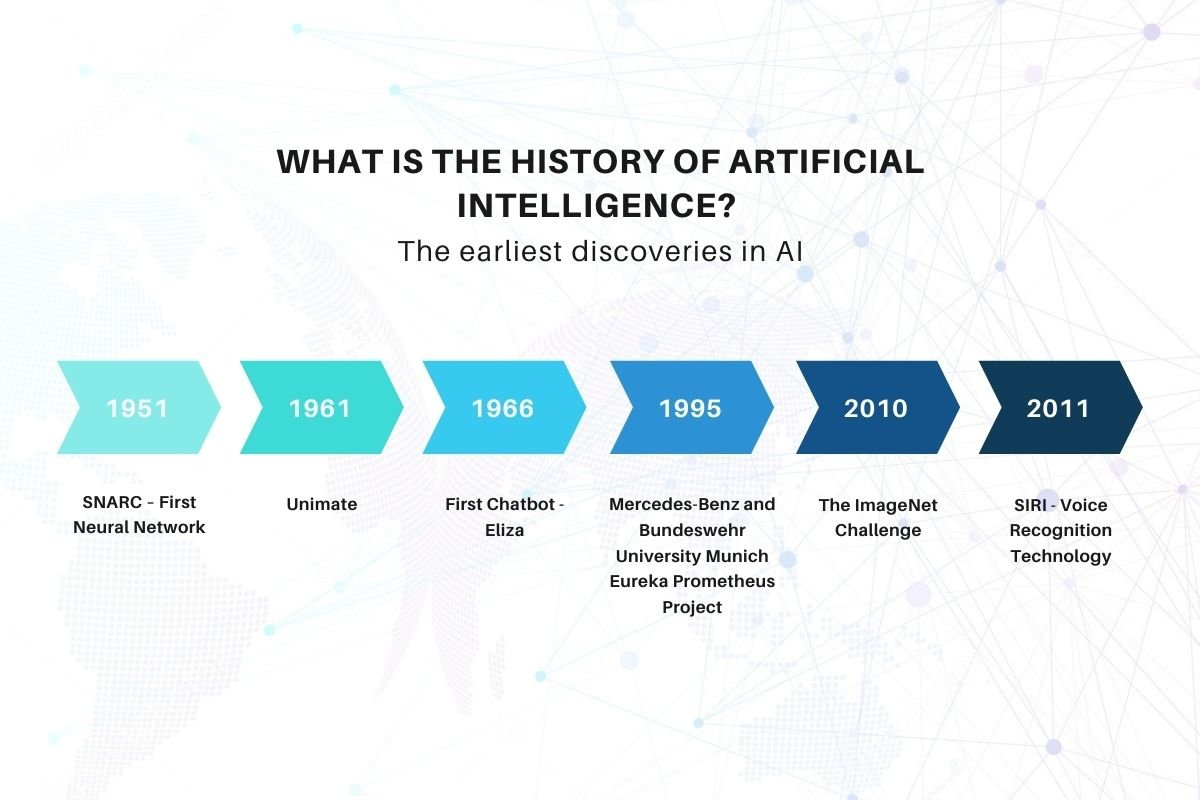 WHAT IS THE HISTORY OF ARTIFICIAL
INTELLIGENCE?
The earliest discoveries in AI
1951
1961
1966
1995
2010
2011
SNARC – First
Neural Network
Unimate
First Chatbot -
Eliza
Mercedes-Benz and
Bundeswehr
University Munich
Eureka Prometheus
Project
The ImageNet
Challenge
SIRI - Voice
Recognition
Technology